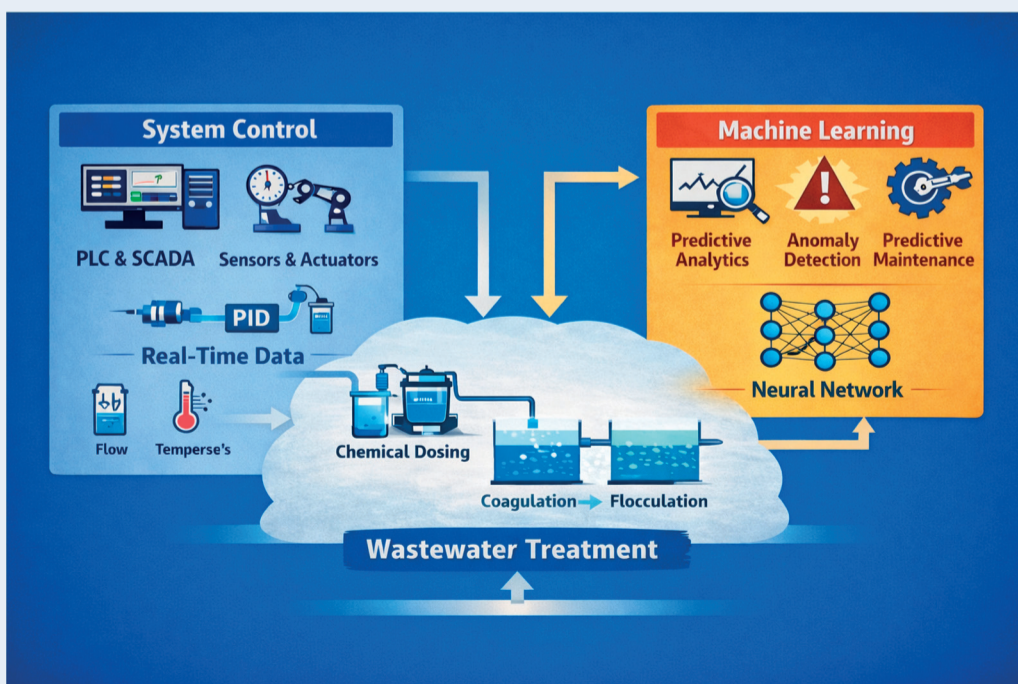 System Control
PLC & SCADA
Sensors & Actuators
PID
Real-Time Data
Flow
Temperse's
Machine Learning
Predictive
Analytics
Anomaly
Detection
Predictive
Maintenance
Neural Network
Chemical Dosing
Coagulation
Flocculation
Wastewater Treatment